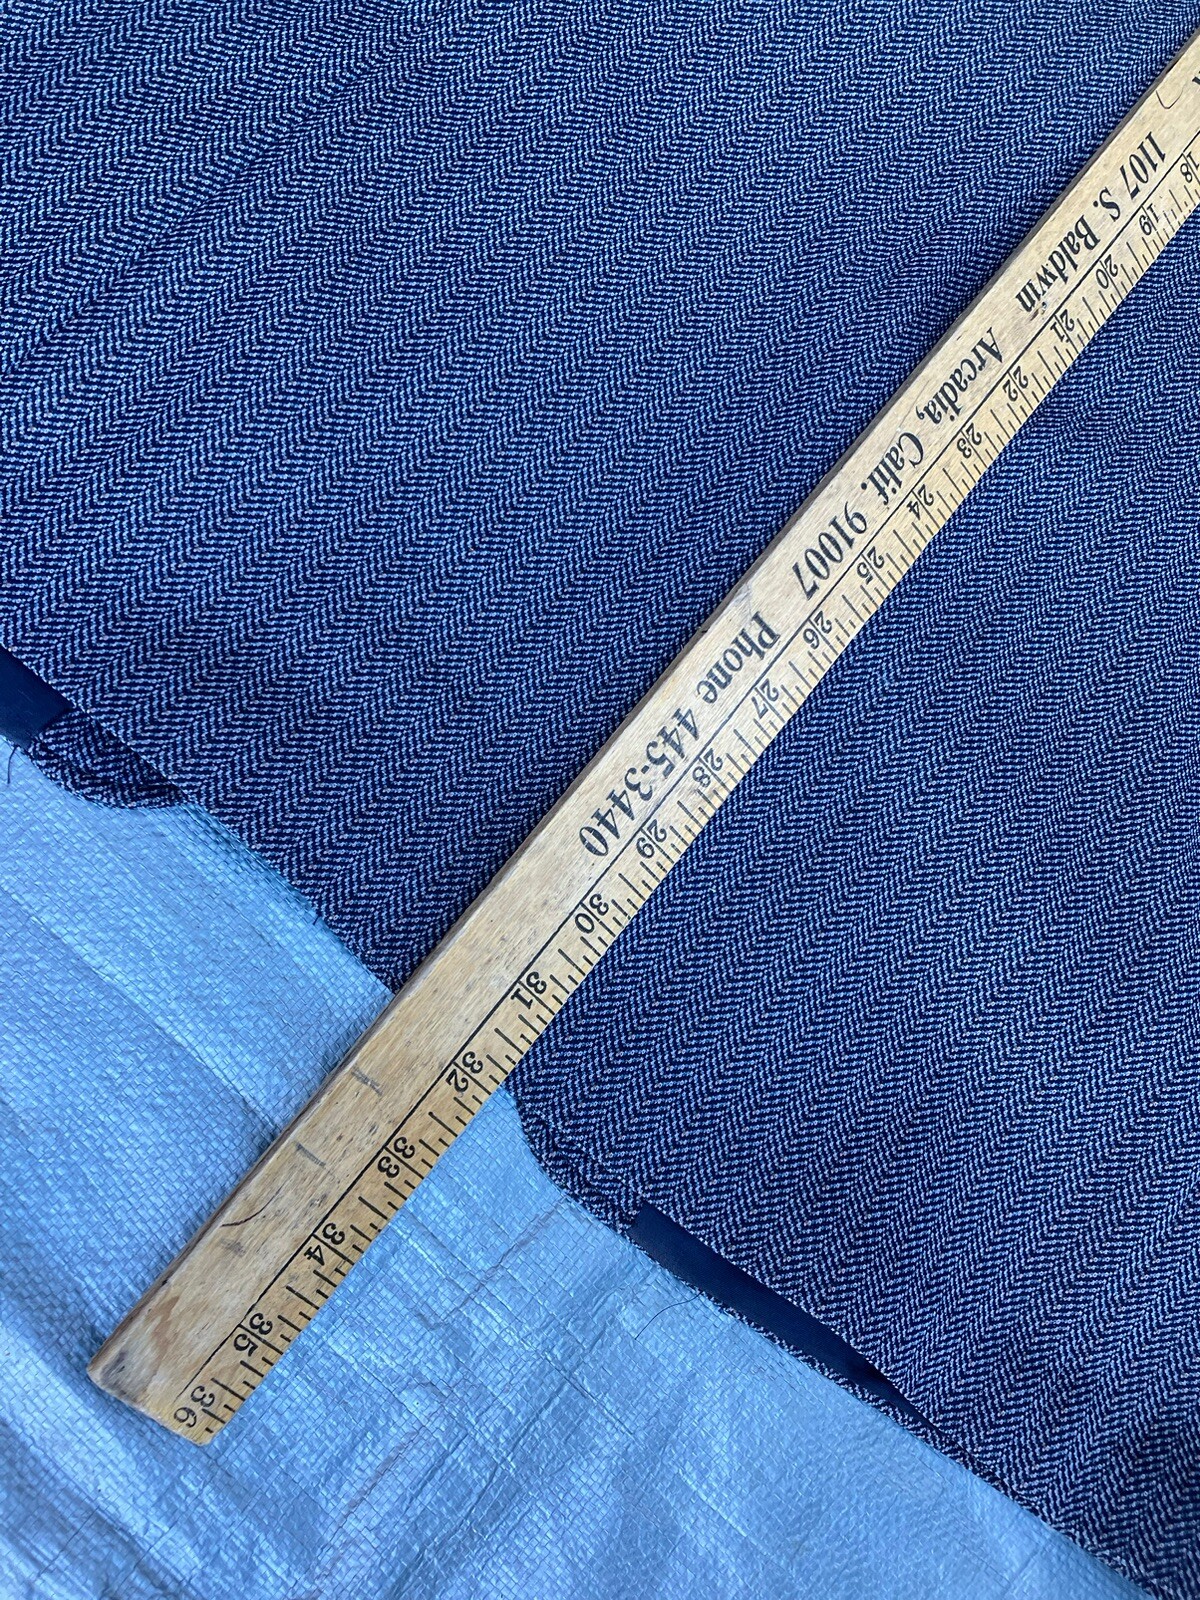 1107 S. Baldwin Arcadia, Calif. 91007 Phone 445-3440
18 19 20 21 22 23 24 25 26 27 28 29 30 31 32 33 34 35 36